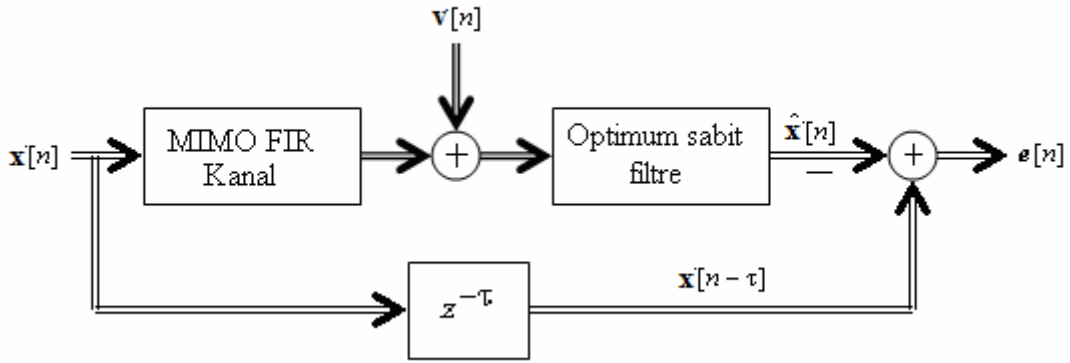 v[n]
MIMO FIR
Kanal
Optimum sabit
filtre
x̂[n]
x[n]
+
+
−
e[n]
x[n − τ]
z^−τ